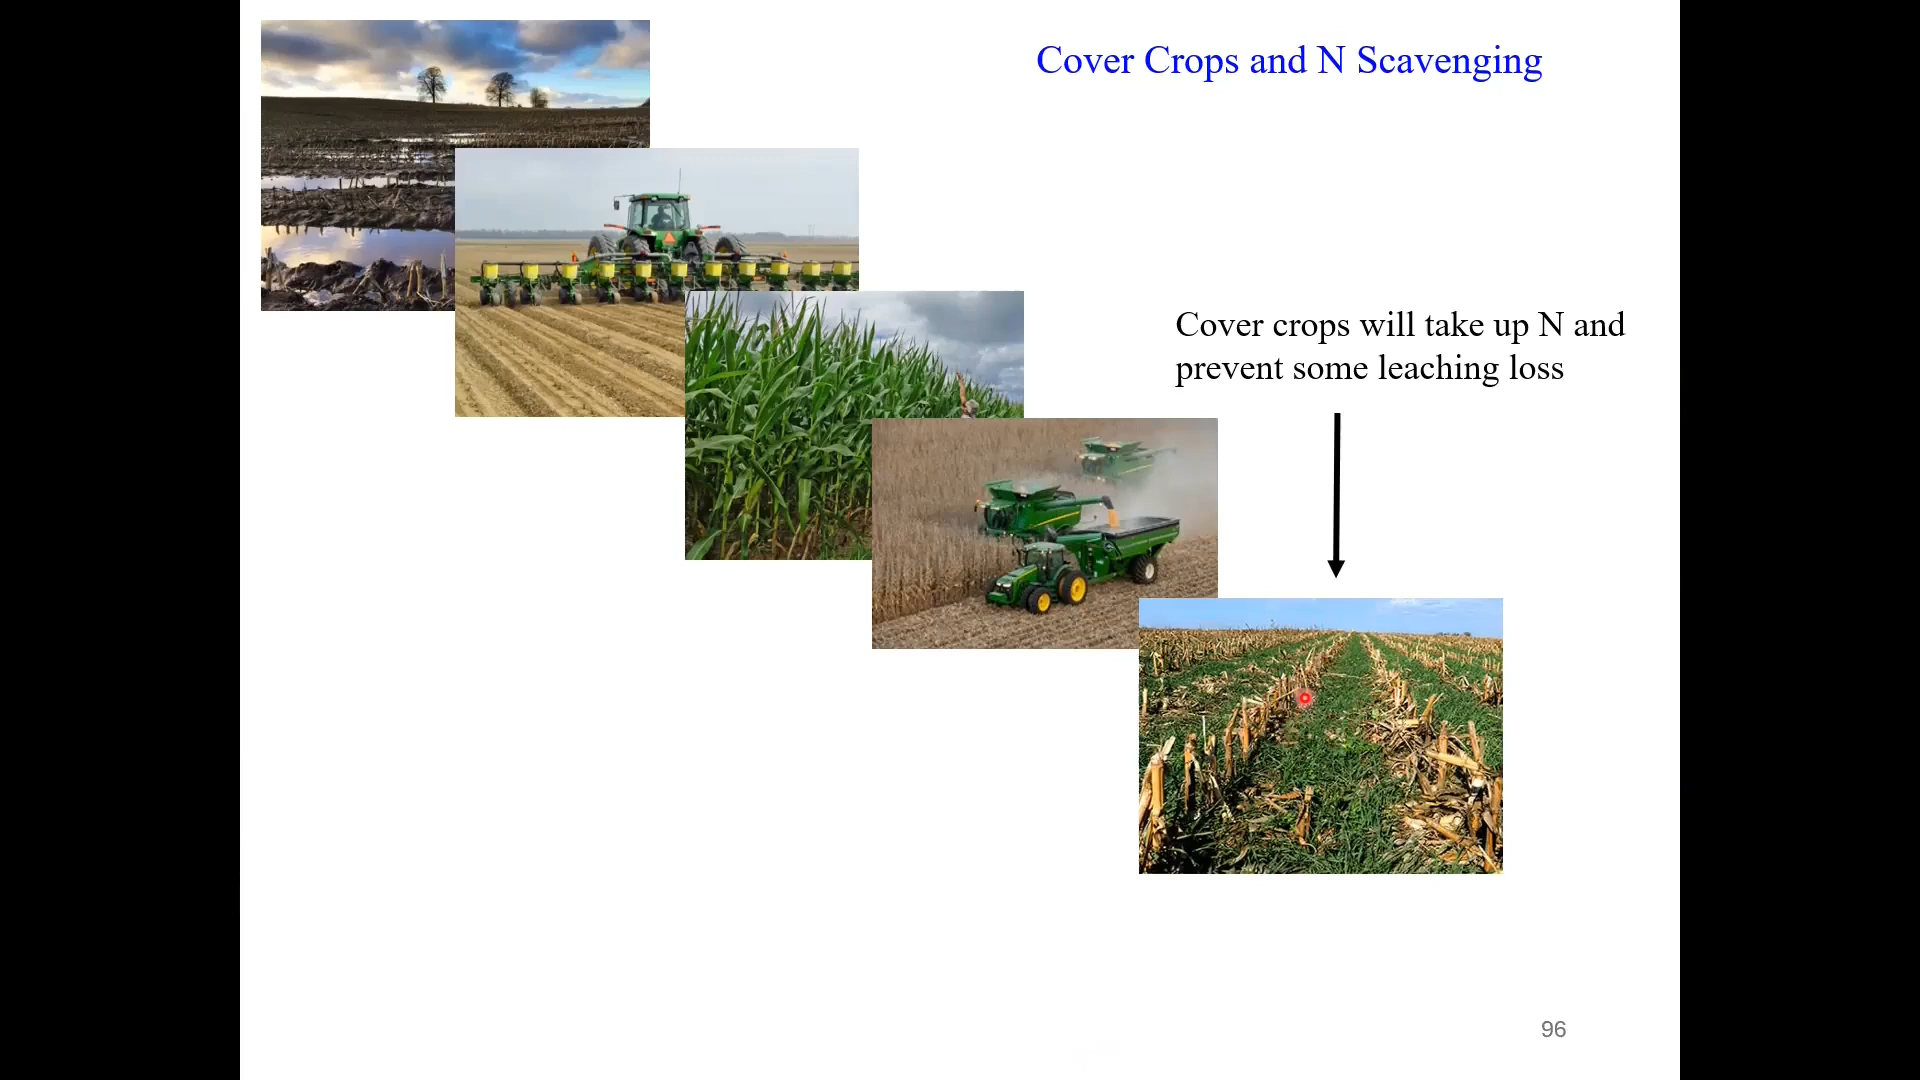 Cover Crops and N Scavenging
Cover crops will take up N and
prevent some leaching loss
96